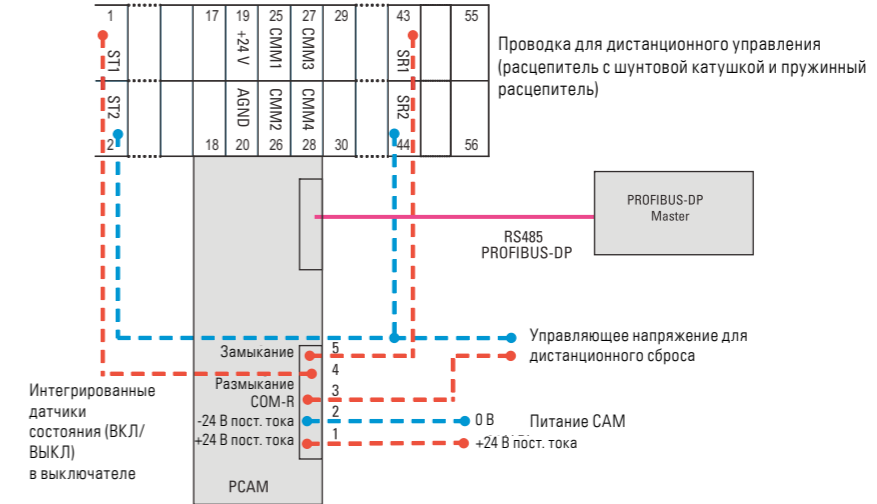 1 17 19 25 27 29 43 55
ST1 +24 V CMM1 CMM3 SR1
ST2 AGND CMM2 CMM4 SR2
2 18 20 26 28 30 44 56
Проводка для дистанционного управления
(расцепитель с шунтовой катушкой и пружинный
расцепитель)
PROFIBUS-DP
Master
RS485
PROFIBUS-DP
Управляющее напряжение для
дистанционного сброса
Замыкание 5
4
Размыкание
COM-R 3
-24 В пост. тока 2
+24 В пост. тока 1
0 В Питание CAM
+24 В пост. тока
Интегрированные
датчики
состояния (ВКЛ/
ВЫКЛ)
в выключателе
PCAM